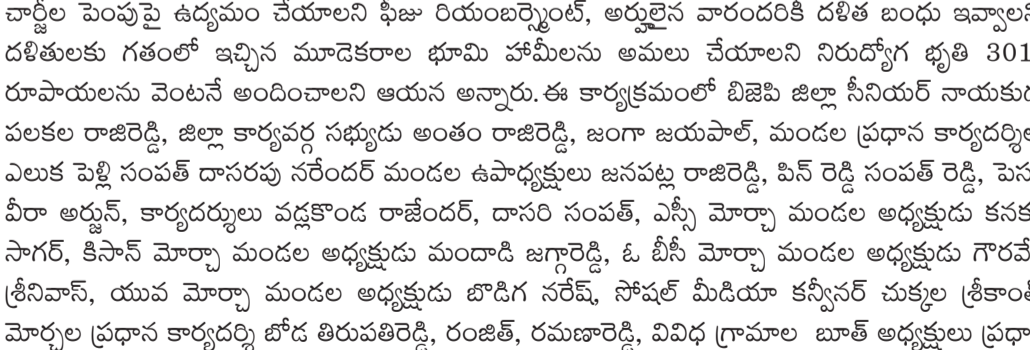 చార్జీల పెంపుపై ఉద్యమం చేయాలని ఫీజు రియంబర్స్మెంట్, అర్హులైన వారందరికి దళిత బంధు ఇవ్వాలని
దళితులకు గతంలో ఇచ్చిన మూడెకరాల భూమి హామీలను అమలు చేయాలని నిరుద్యోగ భృతి 301
రూపాయలను వెంటనే అందించాలని ఆయన అన్నారు.ఈ కార్యక్రమంలో బిజెపి జిల్లా సీనియర్ నాయకుడ
పలకల రాజిరెడ్డి, జిల్లా కార్యవర్గ సభ్యుడు అంతం రాజిరెడ్డి, జంగా జయపాల్, మండల ప్రధాన కార్యదర్శిల
ఎలుక పెళ్లి సంపత్ దాసరపు నరేందర్ మండల ఉపాధ్యక్షులు జనపట్ల రాజిరెడ్డి, పిన్ రెడ్డి సంపత్ రెడ్డి, పెస
వీరా అర్జున్, కార్యదర్శులు వడ్లకొండ రాజేందర్, దాసరి సంపత్, ఎస్సీ మోర్చా మండల అధ్యక్షుడు కనక
సాగర్, కిసాన్ మోర్చా మండల అధ్యక్షుడు మందాడి జగ్గారెడ్డి, ఓ బీసీ మోర్చా మండల అధ్యక్షుడు గౌరవే
శ్రీనివాస్, యువ మోర్చా మండల అధ్యక్షుడు బొడిగ నరేష్, సోషల్ మీడియా కన్వీనర్ చుక్కల శ్రీకాంత్
మోర్చల ప్రధాన కార్యదర్శి బోడ తిరుపతిరెడ్డి, రంజిత్, రమణారెడ్డి, వివిధ గ్రామాల బూత్ అధ్యక్షులు ప్రధా